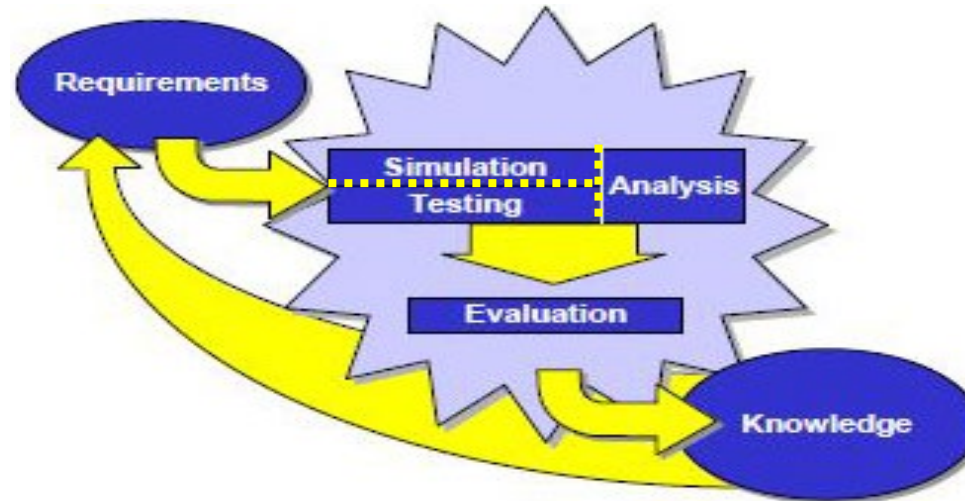 Requirements
Simulation
Analysis
Testing
Evaluation
Knowledge